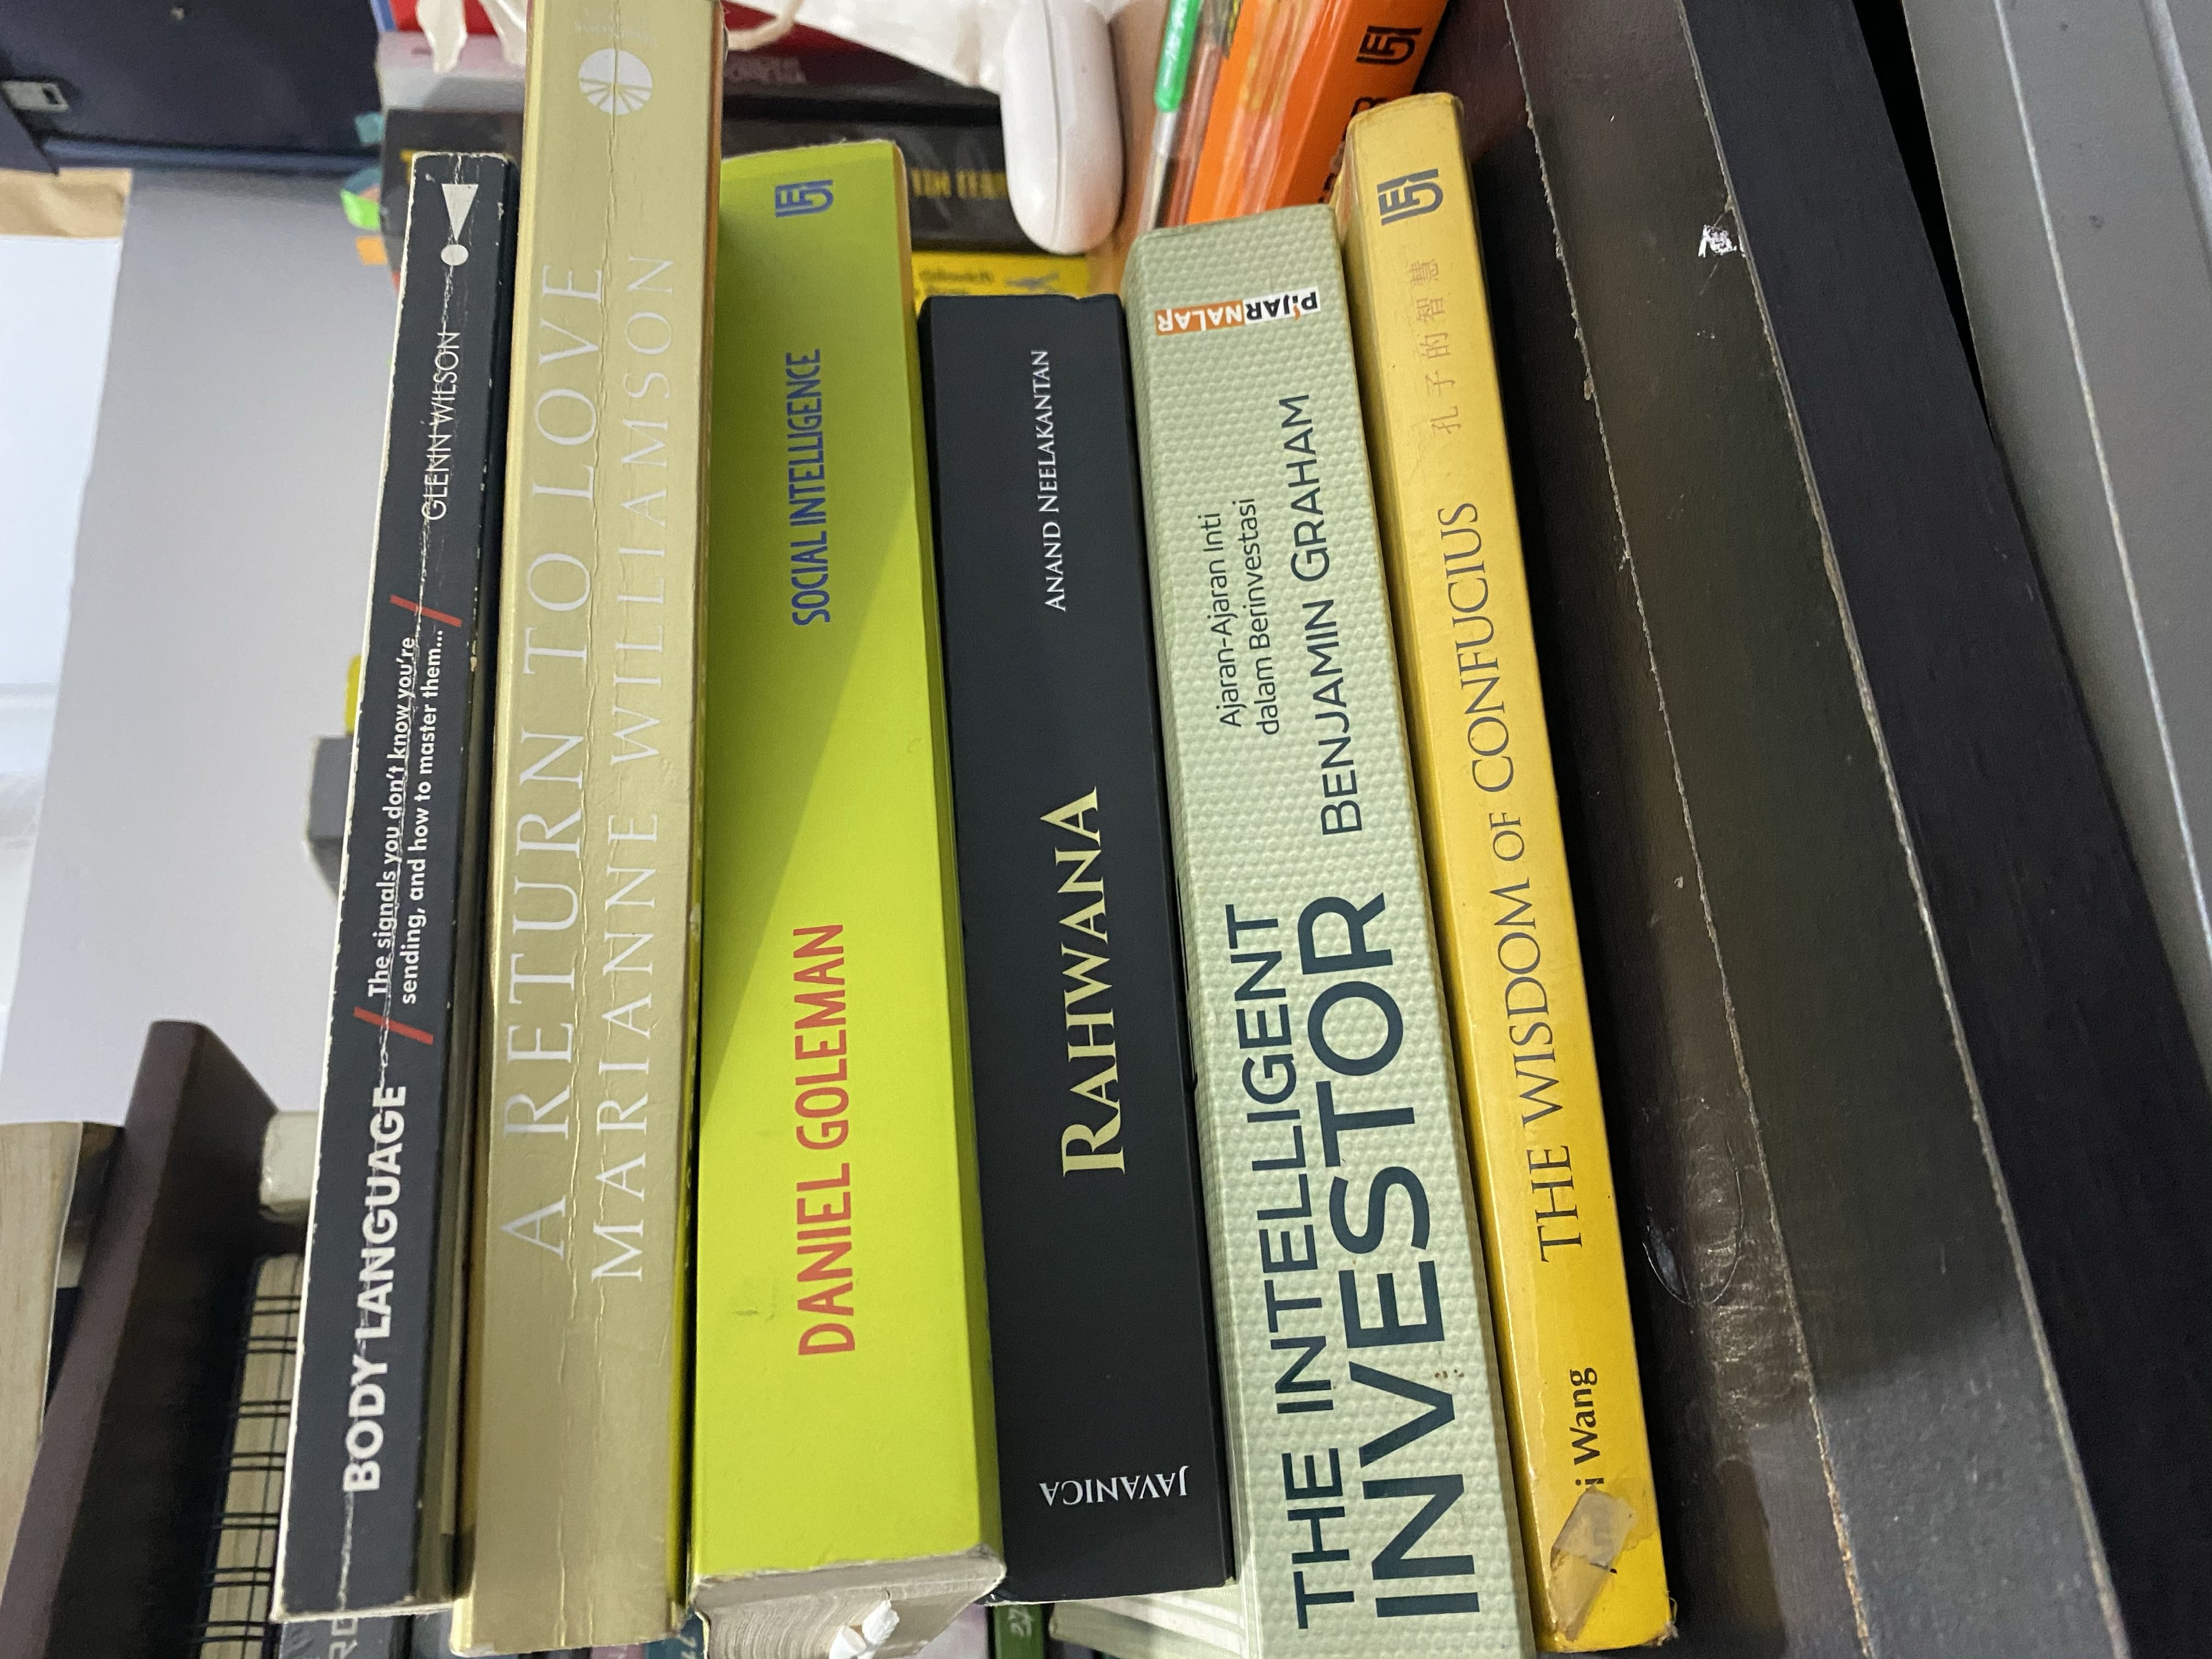 BODY LANGUAGE
The signals you don't know you're
sending, and how to master them...
GLENN WILSON
A RETURN TO LOVE
MARIANNE WILLIAMSON
DANIEL GOLEMAN
SOCIAL INTELLIGENCE
JAVANICA
RAHWANA
ANAND NEELAKANTAN
THE INTELLIGENT
INVESTOR
Ajaran-Ajaran Inti
dalam Berinvestasi
BENJAMIN GRAHAM
PIJARNALAR
Wang
THE WISDOM OF CONFUCIUS
孔子的智慧